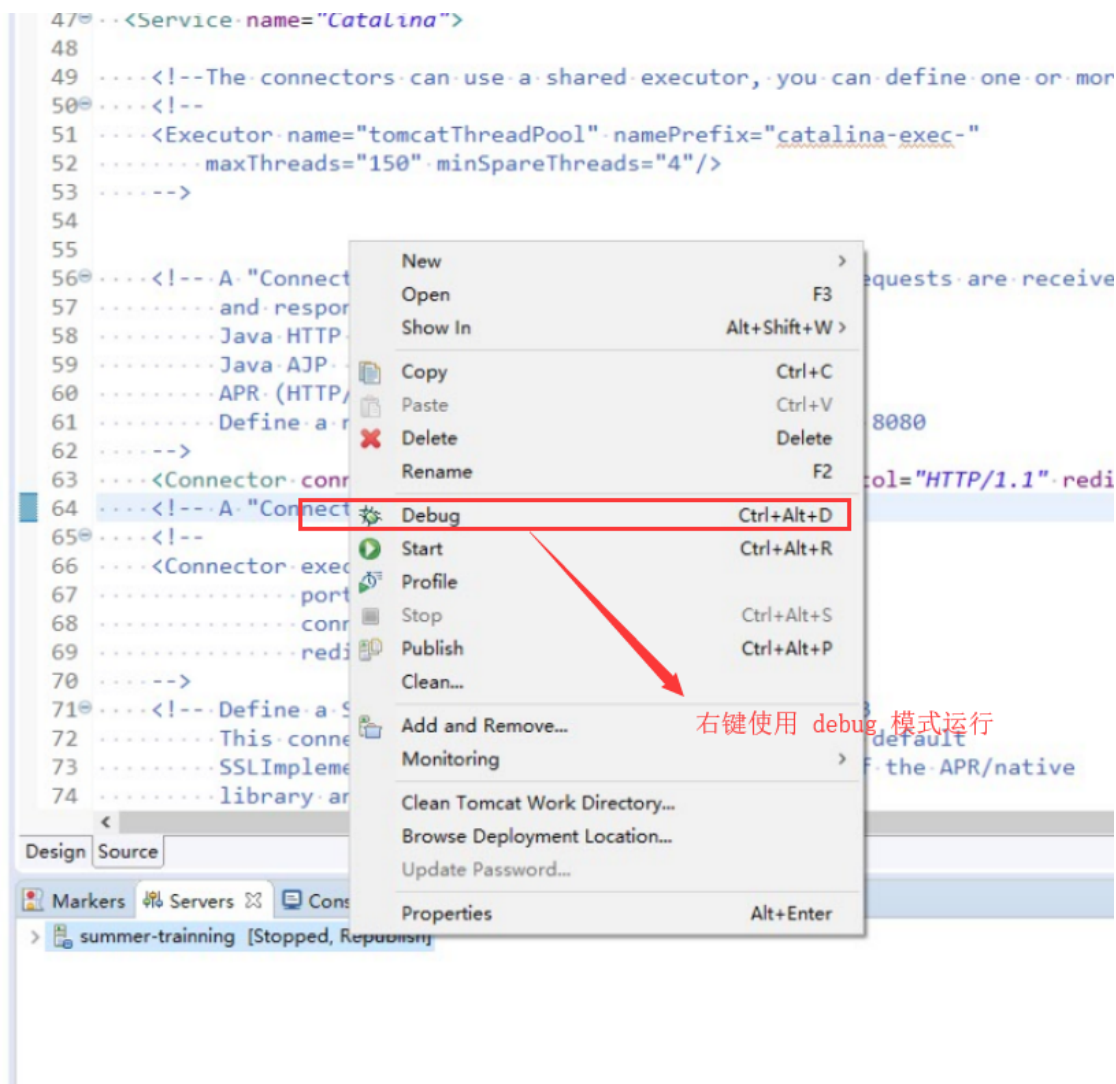 47 <Service name="Catalina">
48
49 <!--The connectors can use a shared executor, you can define one or mor
50 <!--
51 <Executor name="tomcatThreadPool" namePrefix="catalina-exec-"
52 maxThreads="150" minSpareThreads="4"/>
53 -->
54
55
56 <!-- A "Connect equests are receive
57 and respor
58 Java HTTP
59 Java AJP
60 APR (HTTP/
61 Define a n 8080
62 -->
63 <Connector conr col="HTTP/1.1" redi
64 <!-- A "Connect
65 <!--
66 <Connector exec
67 port
68 conr
69 redi
70 -->
71 <!-- Define a S 3
72 This conne default
73 SSLImpleme f the APR/native
74 library ar
New
Open F3
Show In Alt+Shift+W
Copy Ctrl+C
Paste Ctrl+V
Delete Delete
Rename F2
Debug Ctrl+Alt+D
Start Ctrl+Alt+R
Profile
Stop Ctrl+Alt+S
Publish Ctrl+Alt+P
Clean...
Add and Remove...
Monitoring
Clean Tomcat Work Directory...
Browse Deployment Location...
Update Password...
Properties Alt+Enter
右键使用 debug 模式运行
Design Source
Markers Servers Cons
summer-trainning [Stopped, Republish]